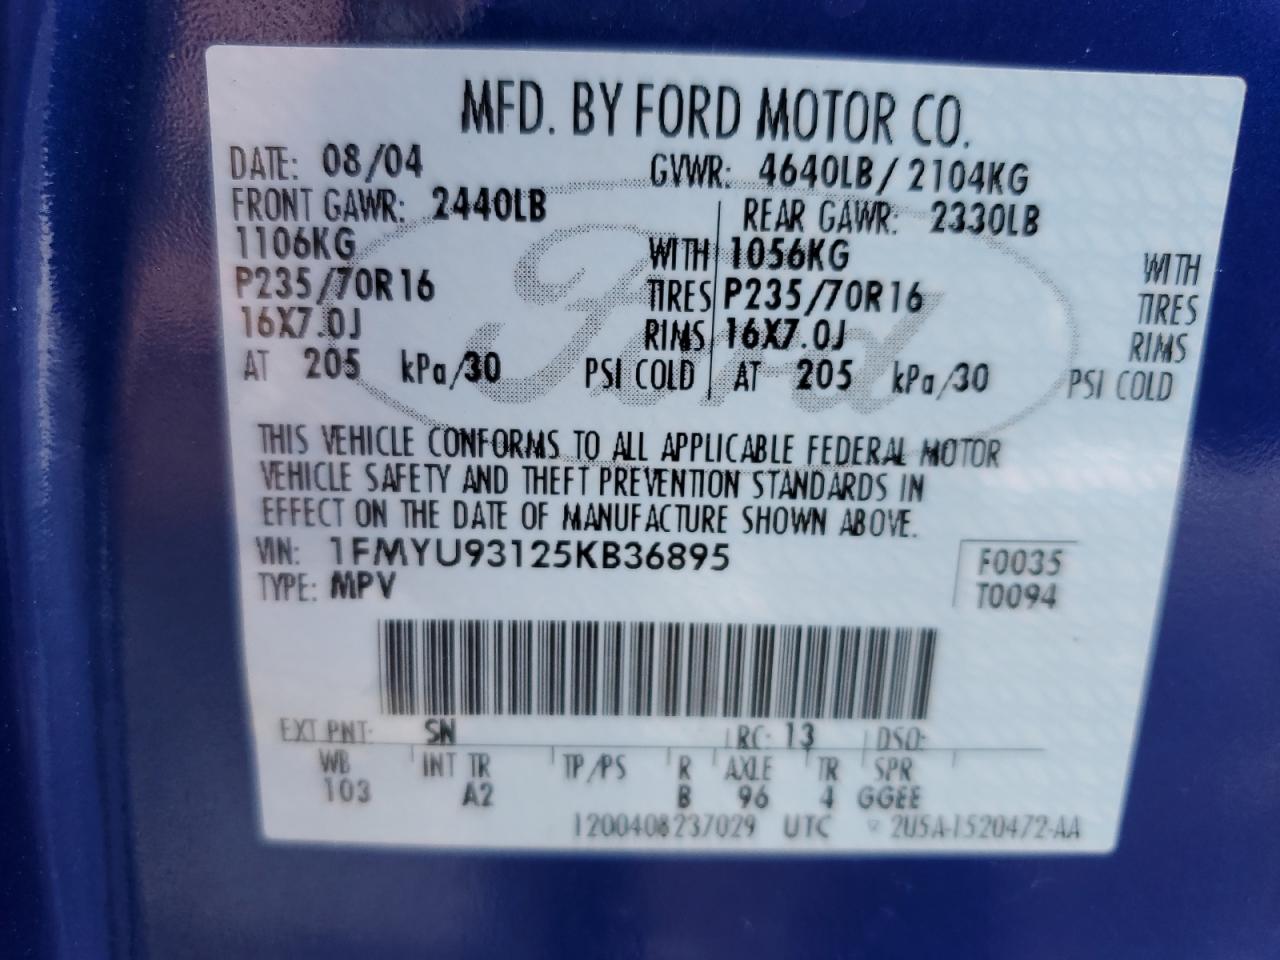 MFD. BY FORD MOTOR CO.
DATE: 08/04 GVWR: 4640LB / 2104KG
FRONT GAWR: 2440LB REAR GAWR: 2330LB
1106KG WITH 1056KG WITH
P235/70R16 TIRES P235/70R16 TIRES
16X7.0J RIMS 16X7.0J RIMS
AT 205 kPa/30 PSI COLD AT 205 kPa/30 PSI COLD
Ford
THIS VEHICLE CONFORMS TO ALL APPLICABLE FEDERAL MOTOR
VEHICLE SAFETY AND THEFT PREVENTION STANDARDS IN
EFFECT ON THE DATE OF MANUFACTURE SHOWN ABOVE.
VIN: 1FMYU93125KB36895 F0035
TYPE: MPV T0094
EXT PNT: SN RC: 13 DSO:
WB INT TR TP/PS R AXLE TR SPR
103 A2 B 96 4 GGEE
1200408237029 UTC 2U5A-1520472-AA